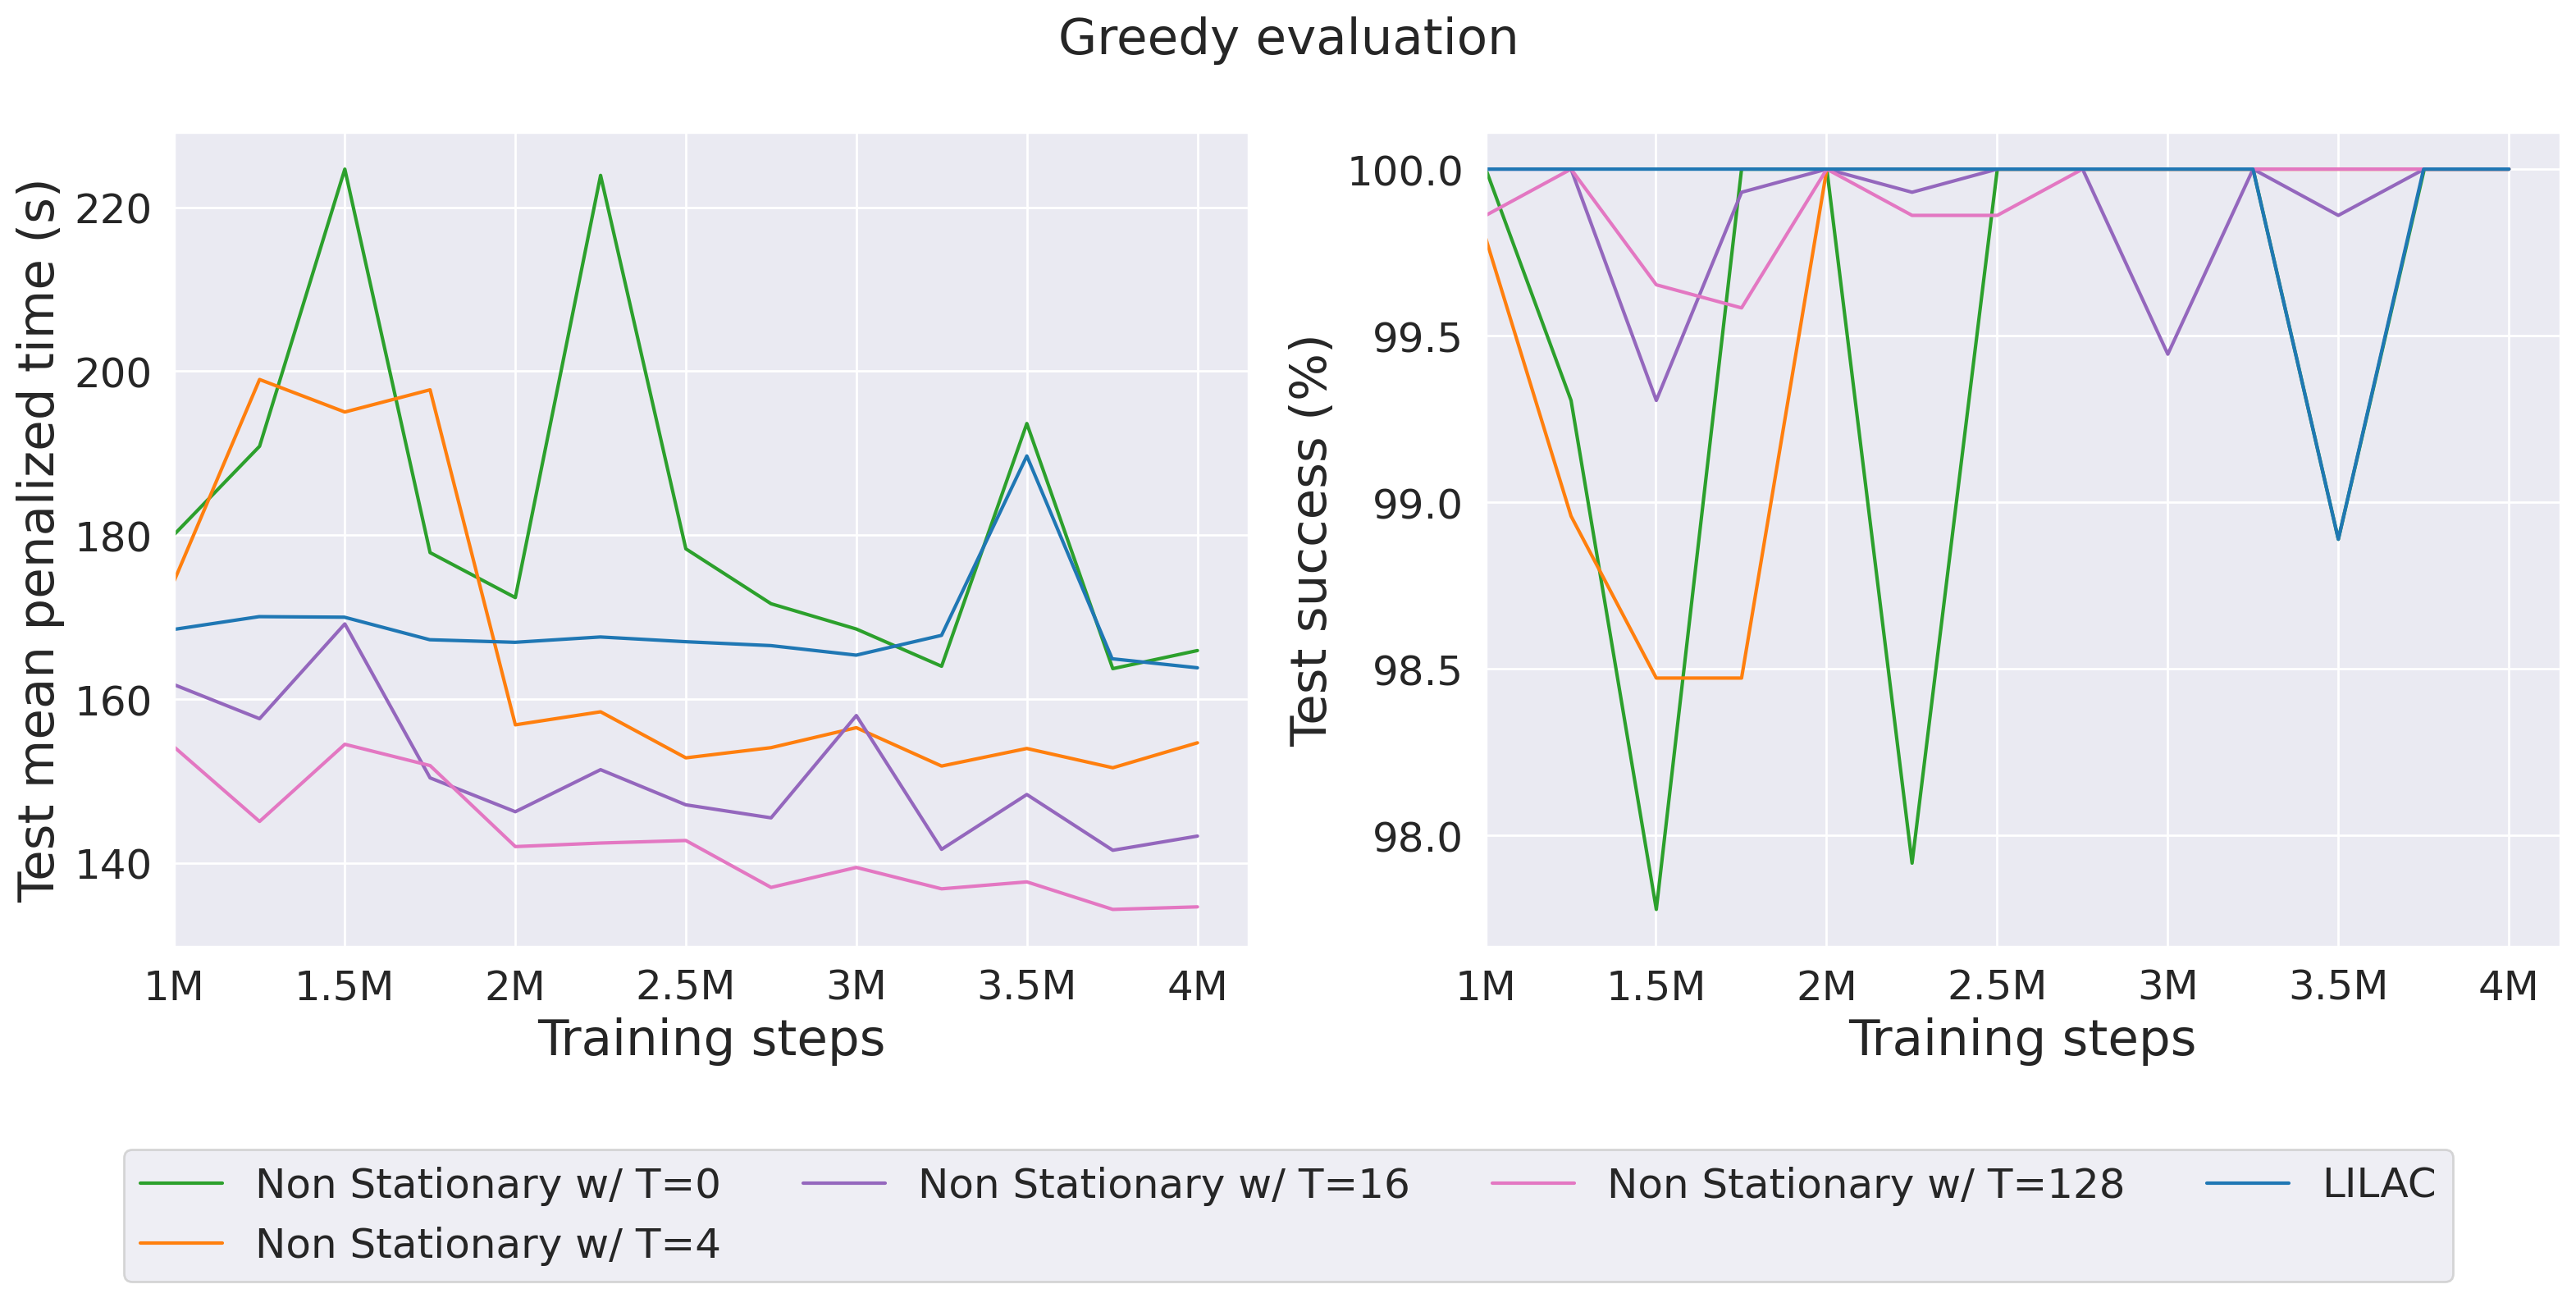 Greedy evaluation
Test mean penalized time (s)
220
200
180
160
140
1M 1.5M 2M 2.5M 3M 3.5M 4M
Training steps
Test success (%)
100.0
99.5
99.0
98.5
98.0
1M 1.5M 2M 2.5M 3M 3.5M 4M
Training steps
Non Stationary w/ T=0 Non Stationary w/ T=16 Non Stationary w/ T=128 LILAC
Non Stationary w/ T=4